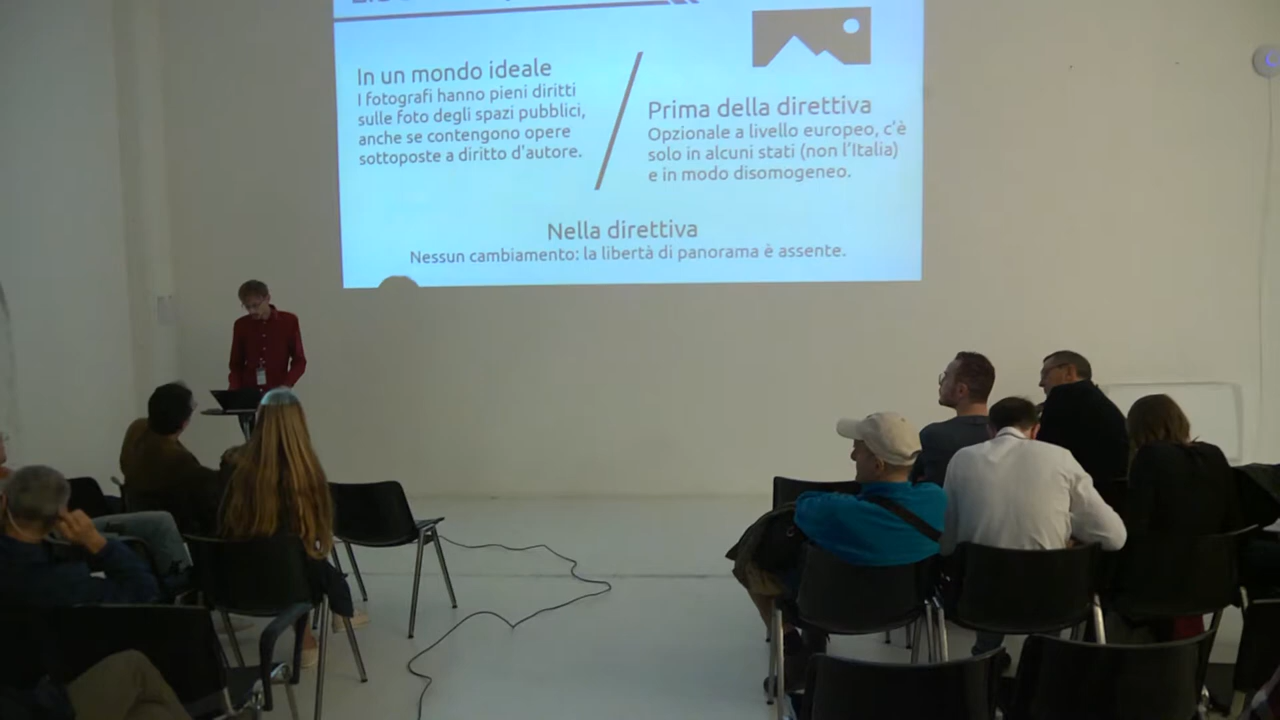 In un mondo ideale
I fotografi hanno pieni diritti
sulle foto degli spazi pubblici,
anche se contengono opere
sottoposte a diritto d'autore.
Prima della direttiva
Opzionale a livello europeo, c'è
solo in alcuni stati (non l'Italia)
e in modo disomogeneo.
Nella direttiva
Nessun cambiamento: la libertà di panorama è assente.